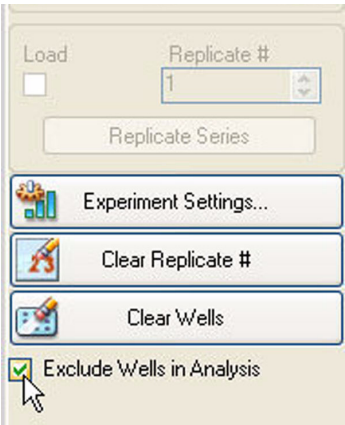 Load Replicate #
1
Replicate Series
Experiment Settings...
Clear Replicate #
Clear Wells
Exclude Wells in Analysis